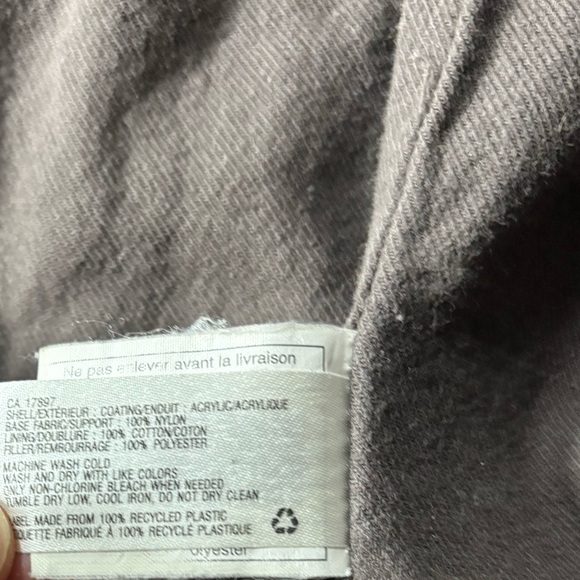 Ne pas enlever avant la livraison
CA 17897
SHELL/EXTÉRIEUR : COATING/ENDUIT : ACRYLIC/ACRYLIQUE
BASE FABRIC/SUPPORT : 100% NYLON
LINING/DOUBLURE : 100% COTTON/COTON
FILLER/REMBOURRAGE : 100% POLYESTER
MACHINE WASH COLD
WASH AND DRY WITH LIKE COLORS
ONLY NON-CHLORINE BLEACH WHEN NEEDED
TUMBLE DRY LOW, COOL IRON, DO NOT DRY CLEAN
LABEL MADE FROM 100% RECYCLED PLASTIC
QUETTE FABRIQUÉ À 100% RECYCLÉ PLASTIQUE
olyester